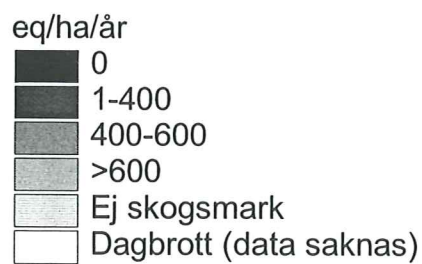 eq/ha/år
0
1-400
400-600
>600
Ej skogsmark
Dagbrott (data saknas)